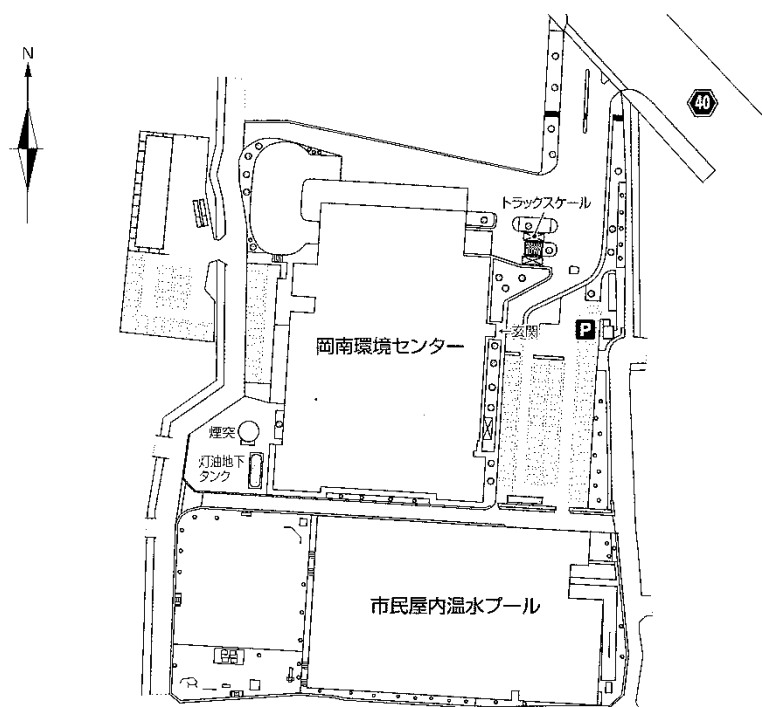 N
40
トラックスケール
←玄関
P
岡南環境センター
煙突
灯油地下
タンク
市民屋内温水プール